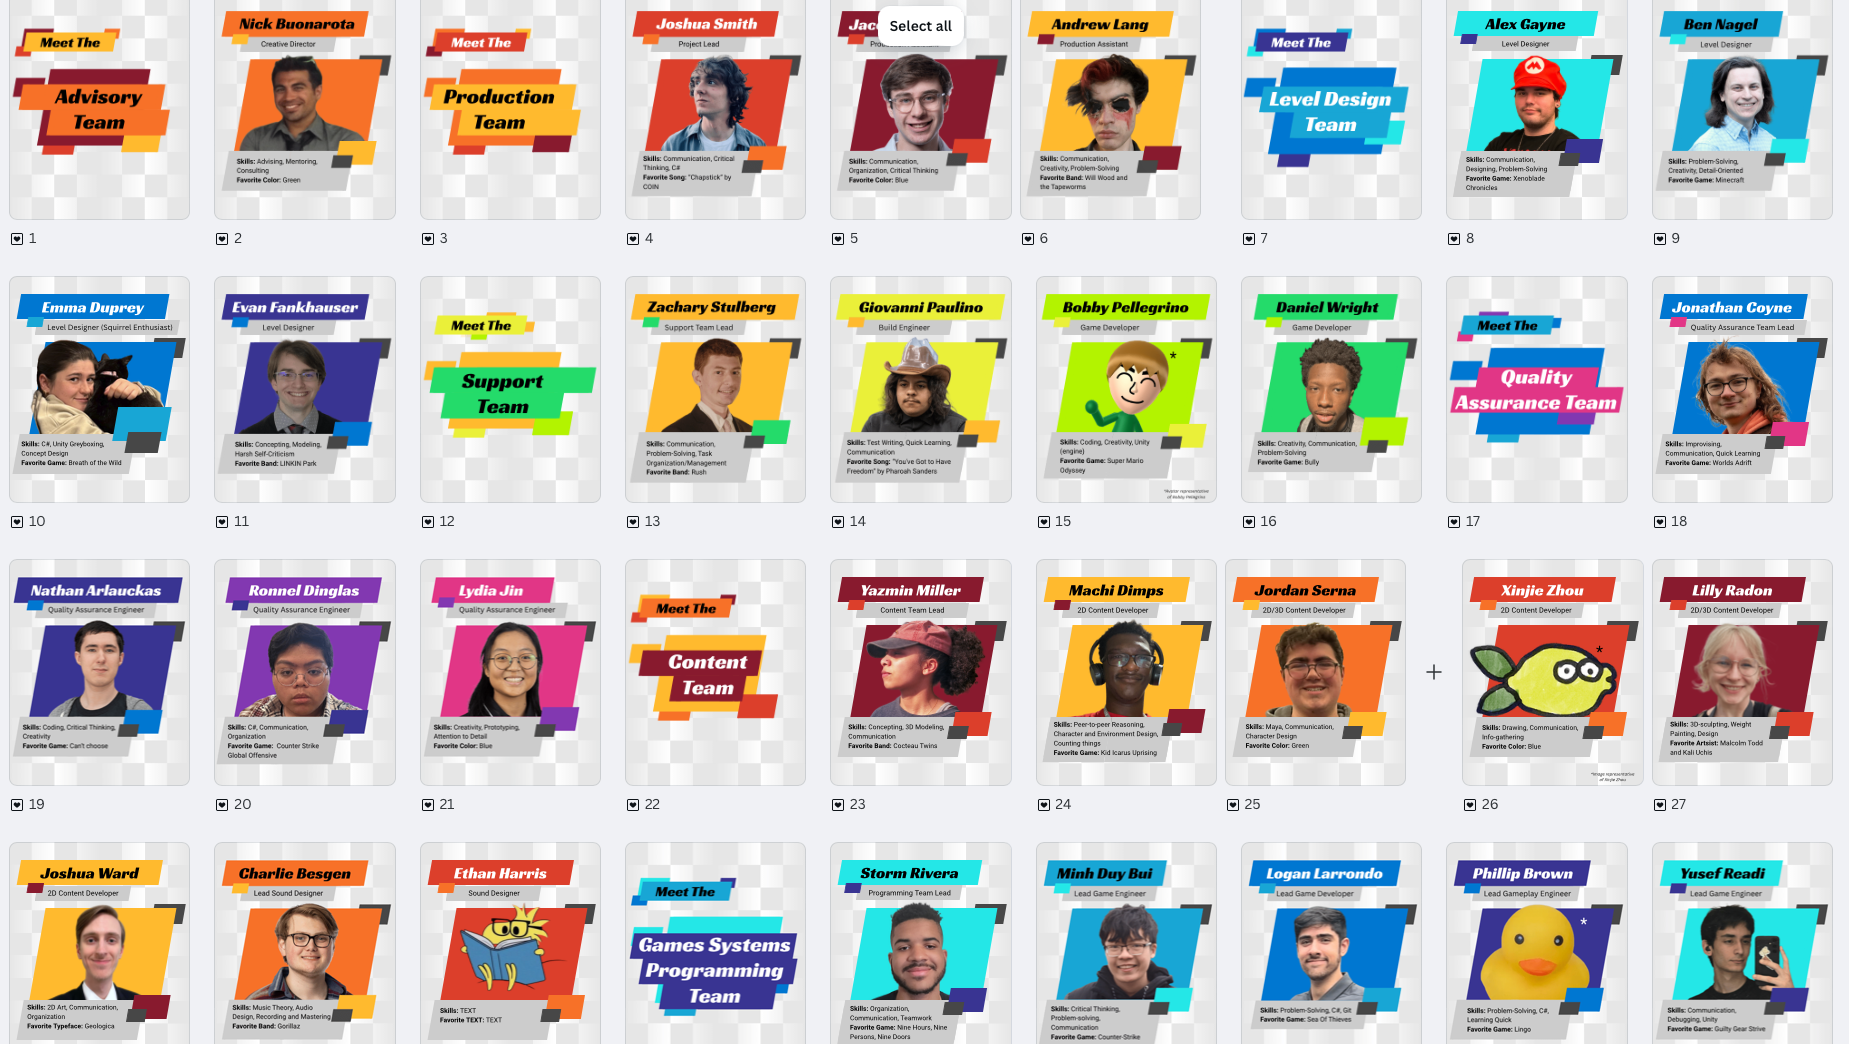 Meet The
Advisory
Team
1
Nick Buonarota
Creative Director
Skills: Advising, Mentoring,
Consulting
Favorite Color: Green
2
Meet The
Production
Team
3
Joshua Smith
Project Lead
Skills: Communication, Critical
Thinking, C#
Favorite Song: "Chapstick" by
COIN
4
Select all
Skills: Communication,
Organization, Critical Thinking
Favorite Color: Blue
5
Andrew Lang
Production Assistant
Skills: Communication,
Creativity, Problem-Solving
Favorite Band: Will Wood and
the Tapeworms
6
Meet The
Level Design
Team
7
Alex Gayne
Level Designer
Skills: Communication,
Designing, Problem-Solving
Favorite Game: Xenoblade
Chronicles
8
Ben Nagel
Level Designer
Skills: Problem-Solving,
Creativity, Detail-Oriented
Favorite Game: Minecraft
9
Emma Duprey
Level Designer (Squirrel Enthusiast)
Skills: C#, Unity Greyboxing,
Concept Design
Favorite Game: Breath of the Wild
10
Evan Fankhauser
Level Designer
Skills: Concepting, Modeling,
Harsh Self-Criticism
Favorite Band: LINKIN Park
11
Meet The
Support
Team
12
Zachary Stulberg
Support Team Lead
Skills: Communication,
Problem-Solving, Task
Organization/Management
Favorite Band: Rush
13
Giovanni Paulino
Build Engineer
Skills: Test Writing, Quick Learning,
Communication
Favorite Song: "You've Got to Have
Freedom" by Pharoah Sanders
14
Bobby Pellegrino
Game Developer
*
Skills: Coding, Creativity, Unity
(engine)
Favorite Game: Super Mario
Odyssey
*Avatar representative
of Bobby Pellegrino
15
Daniel Wright
Game Developer
Skills: Creativity, Communication,
Problem-Solving
Favorite Game: Bully
16
Meet The
Quality
Assurance Team
17
Jonathan Coyne
Quality Assurance Team Lead
Skills: Improvising,
Communication, Quick Learning
Favorite Game: Worlds Adrift
18
Nathan Arlauckas
Quality Assurance Engineer
Skills: Coding, Critical Thinking,
Creativity
Favorite Game: Can't choose
19
Ronnel Dinglas
Quality Assurance Engineer
Skills: C#, Communication,
Organization
Favorite Game: Counter Strike
Global Offensive
20
Lydia Jin
Quality Assurance Engineer
Skills: Creativity, Prototyping,
Attention to Detail
Favorite Color: Blue
21
Meet The
Content
Team
22
Yazmin Miller
Content Team Lead
Skills: Concepting, 3D Modeling,
Communication
Favorite Band: Cocteau Twins
23
Machi Dimps
2D Content Developer
Skills: Peer-to-peer Reasoning,
Character and Environment Design,
Counting things
Favorite Game: Kid Icarus Uprising
24
Jordan Serna
2D/3D Content Developer
Skills: Maya, Communication,
Character Design
Favorite Color: Green
25
Xinjie Zhou
2D Content Developer
*
Skills: Drawing, Communication,
Info-gathering
Favorite Color: Blue
*Image representative
of Xinjie Zhou
26
Lilly Radon
2D/3D Content Developer
Skills: 3D-sculpting, Weight
Painting, Design
Favorite Artsist: Malcolm Todd
and Kali Uchis
27
Joshua Ward
2D Content Developer
Skills: 2D Art, Communication,
Organization
Favorite Typeface: Geologica
Charlie Besgen
Lead Sound Designer
Skills: Music Theory, Audio
Design, Recording and Mastering
Favorite Band: Gorillaz
Ethan Harris
Sound Designer
Skills: TEXT
Favorite TEXT: TEXT
Meet The
Games Systems
Programming
Team
Storm Rivera
Programming Team Lead
Skills: Organization,
Communication, Teamwork
Favorite Game: Nine Hours, Nine
Persons, Nine Doors
Minh Duy Bui
Lead Game Engineer
Skills: Critical Thinking,
Problem-solving,
Communication
Favorite Game: Counter-Strike
Logan Larrondo
Lead Game Developer
Skills: Problem-Solving, C#, Git
Favorite Game: Sea Of Thieves
Phillip Brown
Lead Gameplay Engineer
*
Skills: Problem-Solving, C#,
Learning Quick
Favorite Game: Lingo
Yusef Readi
Lead Game Engineer
Skills: Communication,
Debugging, Unity
Favorite Game: Guilty Gear Strive